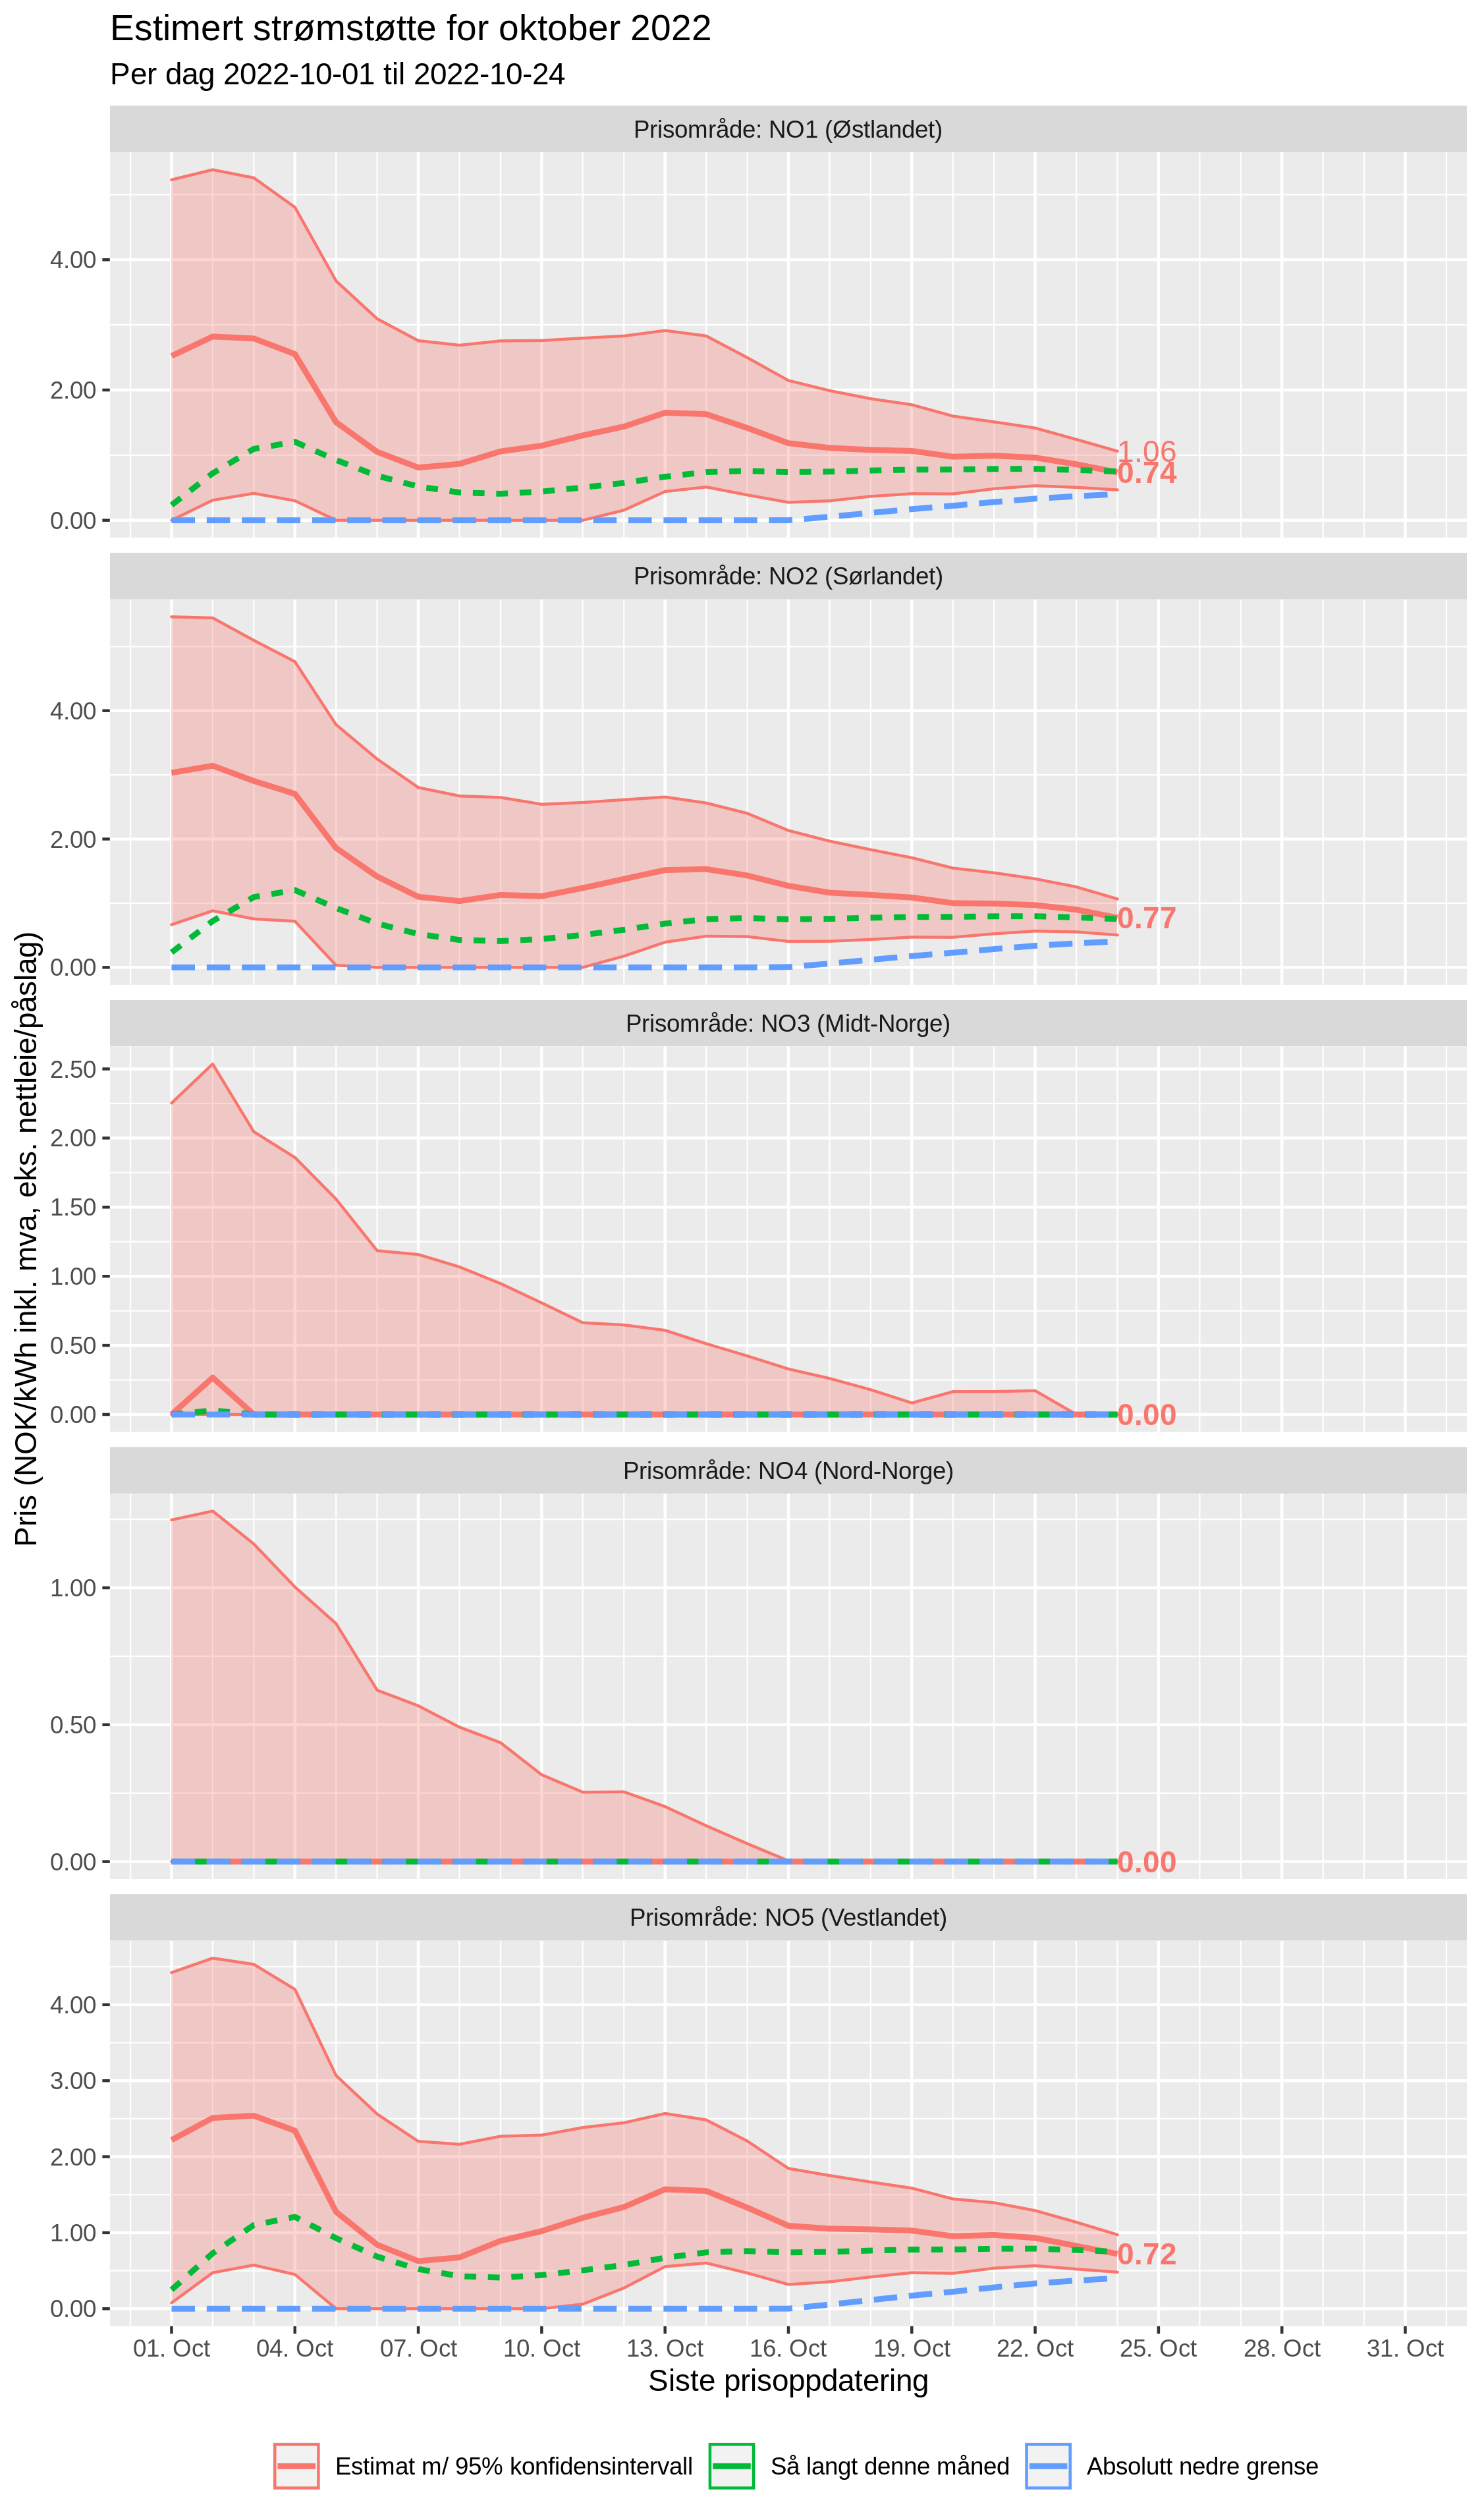 Estimert strømstøtte for oktober 2022
Per dag 2022-10-01 til 2022-10-24
Pris (NOK/kWh inkl. mva, eks. nettleie/påslag)
Prisområde: NO1 (Østlandet)
4.00
2.00
0.00
1.06
0.74
Prisområde: NO2 (Sørlandet)
4.00
2.00
0.00
0.77
Prisområde: NO3 (Midt-Norge)
2.50
2.00
1.50
1.00
0.50
0.00
0.00
Prisområde: NO4 (Nord-Norge)
1.00
0.50
0.00
0.00
Prisområde: NO5 (Vestlandet)
4.00
3.00
2.00
1.00
0.00
0.72
01. Oct 04. Oct 07. Oct 10. Oct 13. Oct 16. Oct 19. Oct 22. Oct 25. Oct 28. Oct 31. Oct
Siste prisoppdatering
Estimat m/ 95% konfidensintervall Så langt denne måned Absolutt nedre grense